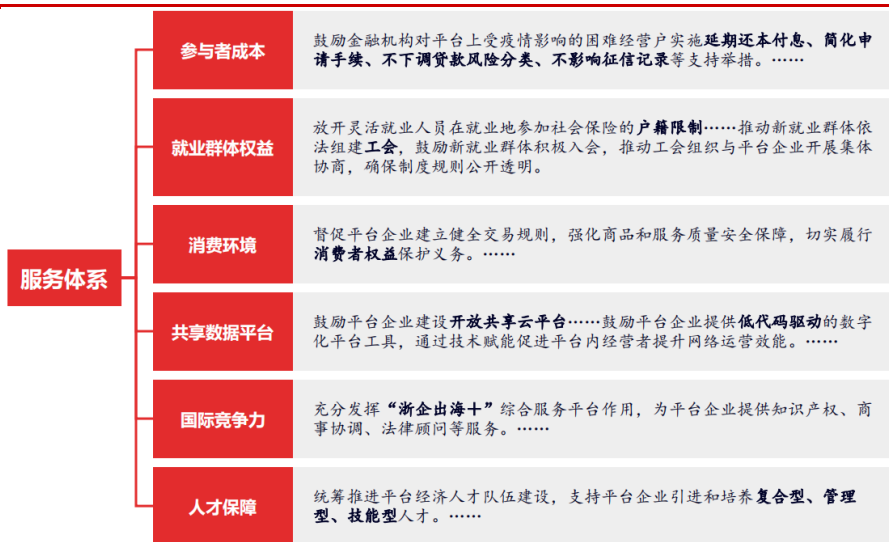 参与者成本
鼓励金融机构对平台上受疫情影响的困难经营户实施延期还本付息、简化申
请手续、不下调贷款风险分类、不影响征信记录等支持举措。……
就业群体权益
放开灵活就业人员在就业地参加社会保险的户籍限制……推动新就业群体依
法组建工会，鼓励新就业群体积极入会，推动工会组织与平台企业开展集体
协商，确保制度规则公开透明。
消费环境
督促平台企业建立健全交易规则，强化商品和服务质量安全保障，切实履行
消费者权益保护义务。……
服务体系
共享数据平台
鼓励平台企业建设开放共享云平台……鼓励平台企业提供低代码驱动的数字
化平台工具，通过技术赋能促进平台内经营者提升网络运营效能。……
国际竞争力
充分发挥“浙企出海十”综合服务平台作用，为平台企业提供知识产权、商
事协调、法律顾问等服务。……
人才保障
统筹推进平台经济人才队伍建设，支持平台企业引进和培养复合型、管理
型、技能型人才。……